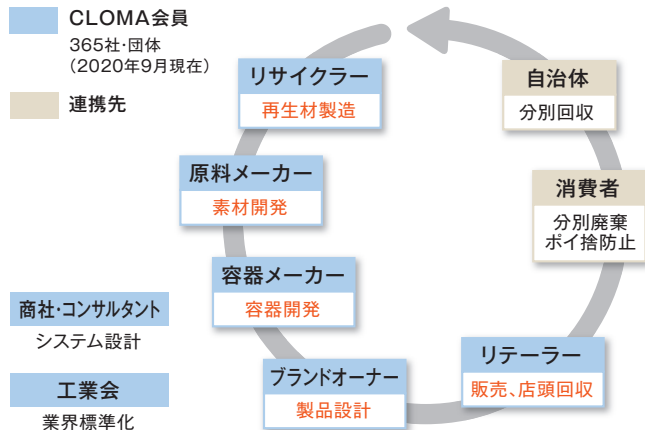 CLOMA会員
365社・団体
（2020年9月現在）
連携先
リサイクラー
再生材製造
自治体
分別回収
原料メーカー
素材開発
消費者
分別廃棄
ポイ捨防止
容器メーカー
容器開発
商社・コンサルタント
システム設計
ブランドオーナー
製品設計
リテーラー
販売、店頭回収
工業会
業界標準化